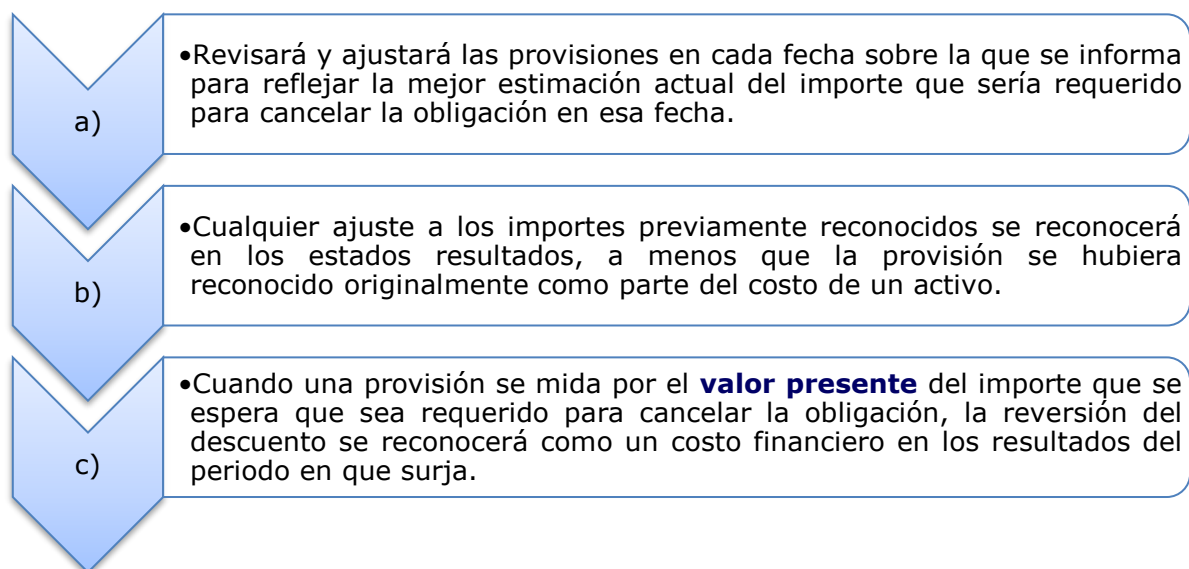 a)
•Revisará y ajustará las provisiones en cada fecha sobre la que se informa
para reflejar la mejor estimación actual del importe que sería requerido
para cancelar la obligación en esa fecha.
b)
•Cualquier ajuste a los importes previamente reconocidos se reconocerá
en los estados resultados, a menos que la provisión se hubiera
reconocido originalmente como parte del costo de un activo.
c)
•Cuando una provisión se mida por el valor presente del importe que se
espera que sea requerido para cancelar la obligación, la reversión del
descuento se reconocerá como un costo financiero en los resultados del
periodo en que surja.